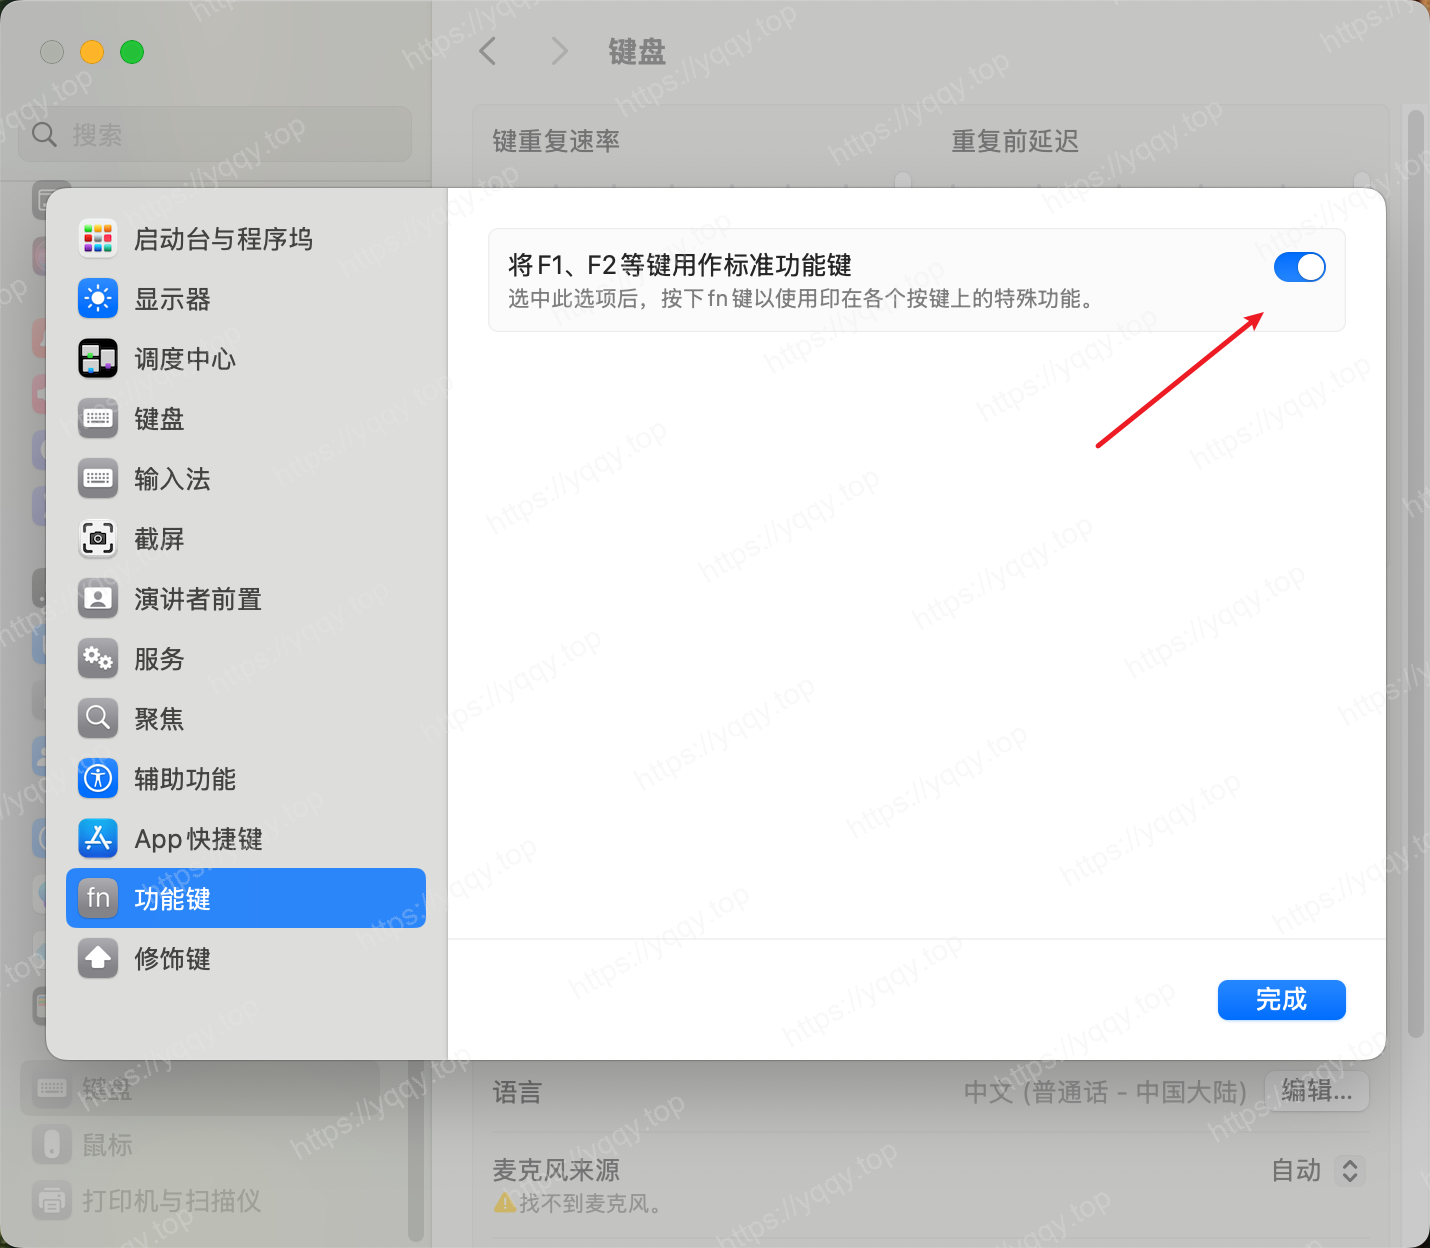 键盘
搜索
键重复速率
重复前延迟
启动台与程序坞
显示器
调度中心
键盘
输入法
截屏
演讲者前置
服务
聚焦
辅助功能
App快捷键
fn 功能键
修饰键
将F1、F2等键用作标准功能键
选中此选项后，按下fn键以使用印在各个按键上的特殊功能。
完成
键盘
鼠标
打印机与扫描仪
语言
中文 (普通话 - 中国大陆)
编辑...
麦克风来源
自动
找不到麦克风。
https://yqqy.top